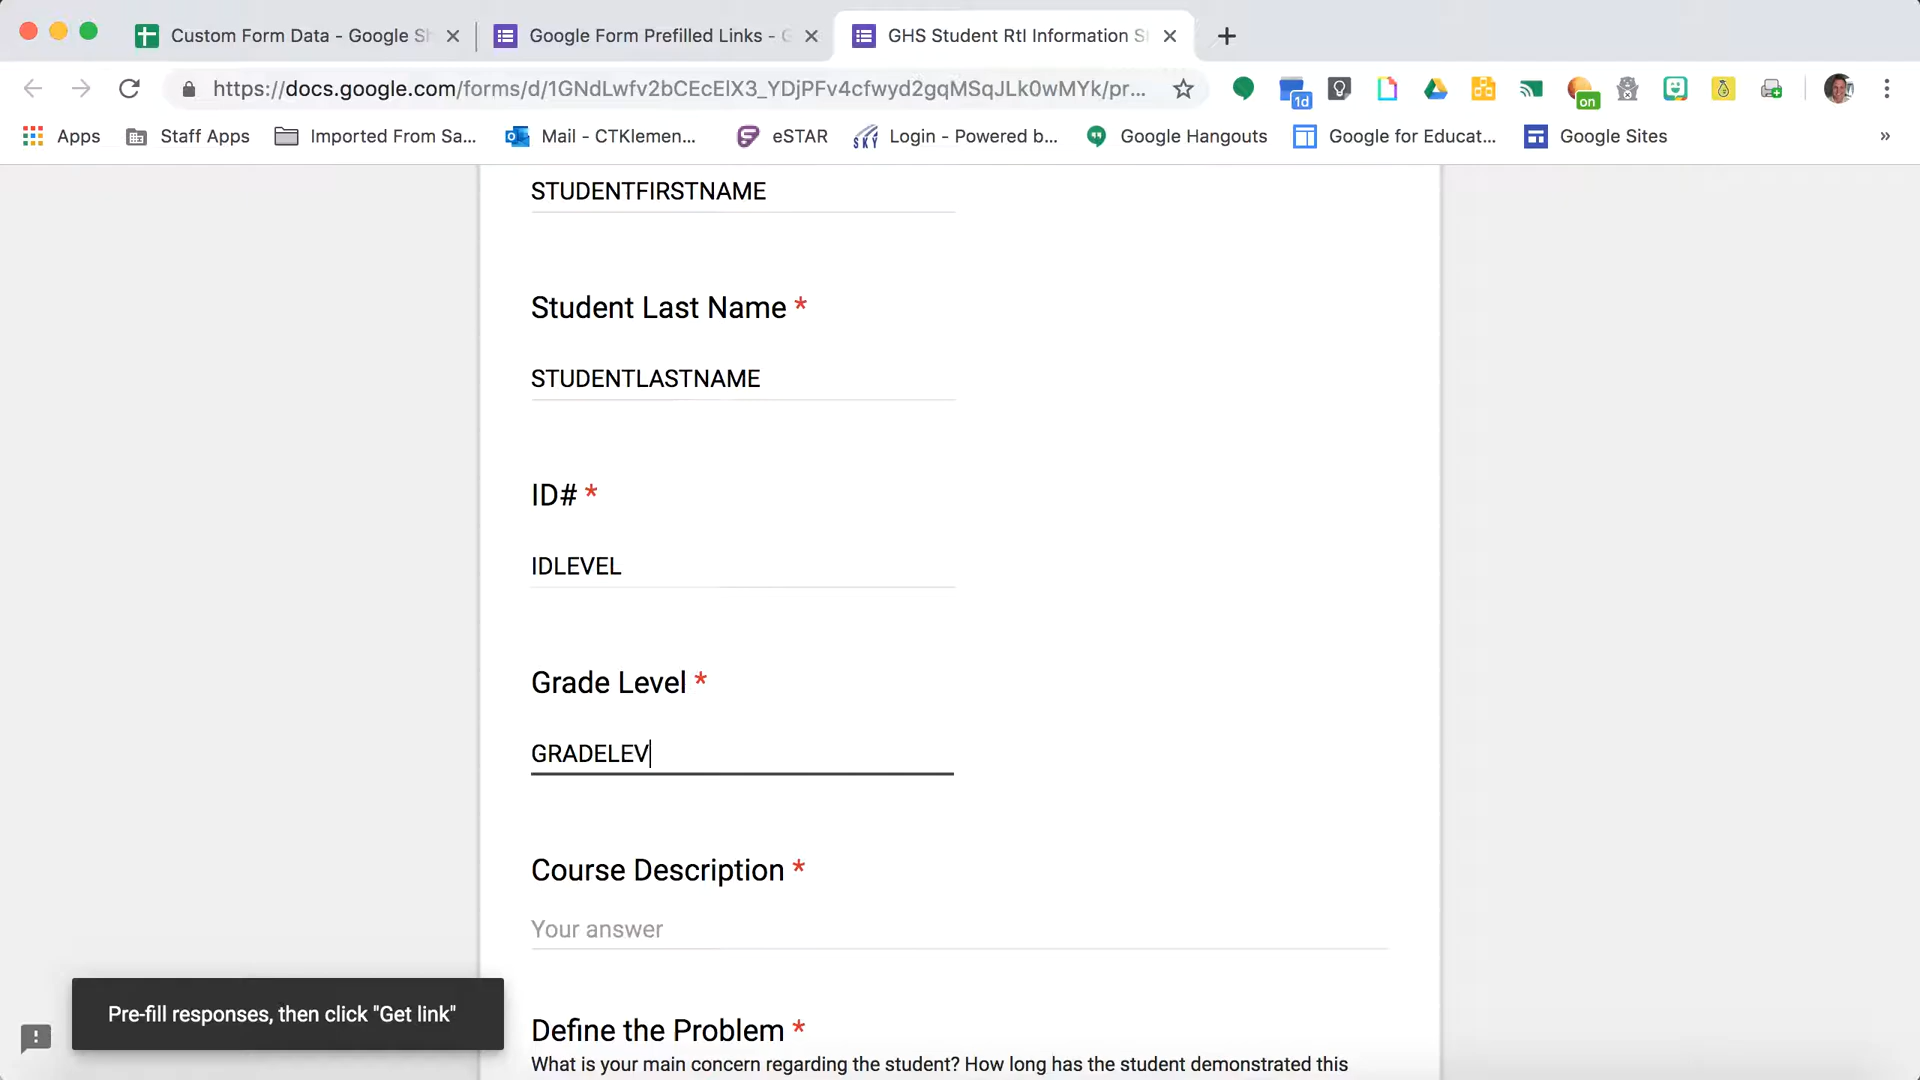 Custom Form Data - Google Sh
Google Form Prefilled Links - G
GHS Student RtI Information S
https://docs.google.com/forms/d/1GNdLwfv2bCEcElX3_YDjPFv4cfwyd2gqMSqJLk0wMYk/pr...
1d
on
Apps
Staff Apps
Imported From Sa...
Mail - CTKlemen...
eSTAR
SKY
Login - Powered b...
Google Hangouts
Google for Educat...
Google Sites
»
STUDENTFIRSTNAME
Student Last Name *
STUDENTLASTNAME
ID# *
IDLEVEL
Grade Level *
GRADELEV
Course Description *
Your answer
Define the Problem *
What is your main concern regarding the student? How long has the student demonstrated this
Pre-fill responses, then click "Get link"